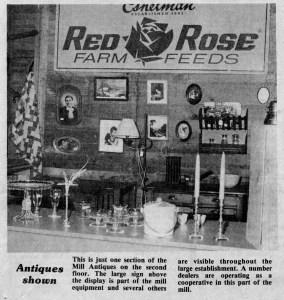 Eshelman
ESTABLISHED 1842
RED ROSE
FARM FEEDS
Antiques
shown
This is just one section of the
Mill Antiques on the second
floor. The large sign above
the display is part of the mill
equipment and several others
are visible throughout the
large establishment. A number
dealers are operating as a
cooperative in this part of the
mill.